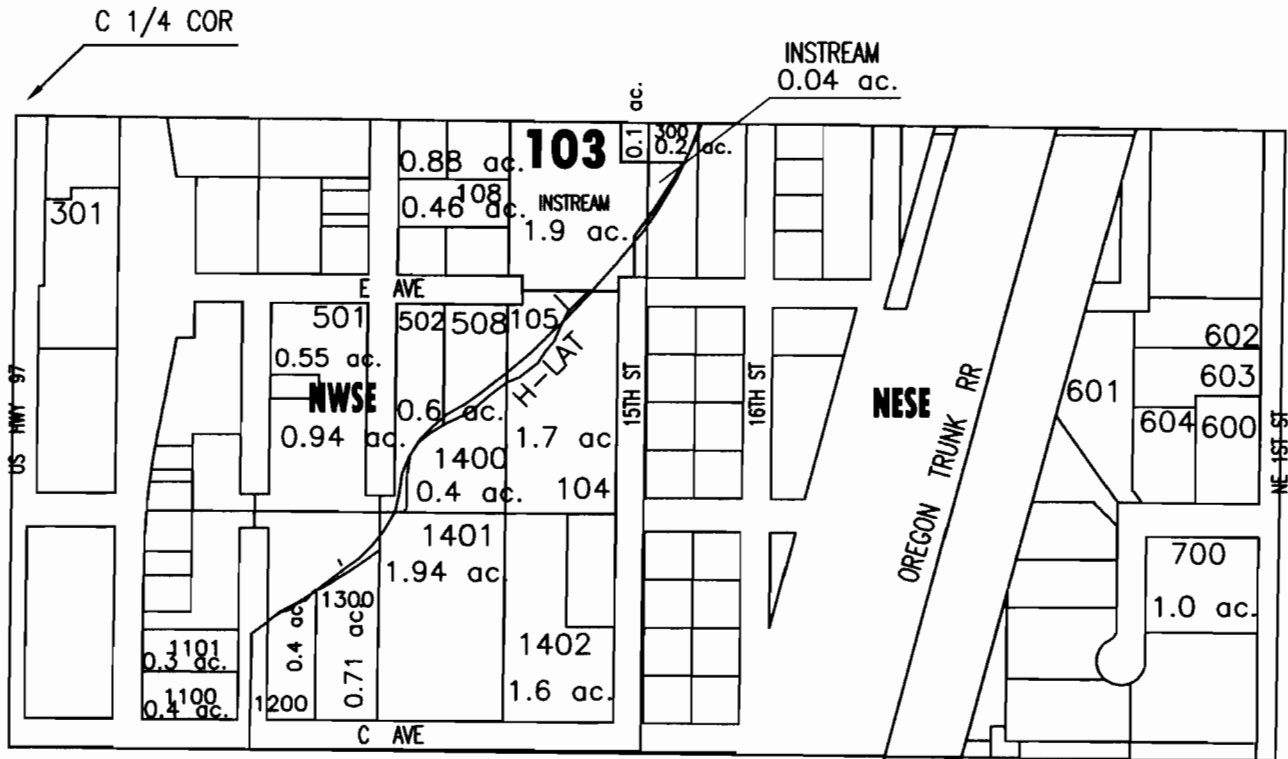 C 1/4 COR
INSTREAM
0.04 ac.
0.1 ac.
300
0.2 ac.
103
0.88 ac.
108
0.46 ac.
INSTREAM
1.9 ac.
301
E AVE
501
502
508
105
602
0.55 ac.
H-LAT
603
601
US HWY 97
NWSE
15TH ST
16TH ST
NESE
OREGON TRUNK RR
604
600
NE 1ST ST
0.6 ac.
0.94 ac.
1.7 ac
1400
0.4 ac.
104
1401
1.94 ac.
700
1.0 ac.
1300
0.4 ac
0.71 ac.
1402
1101
0.3 ac.
1.6 ac.
1100
0.4 ac.
1200
C AVE